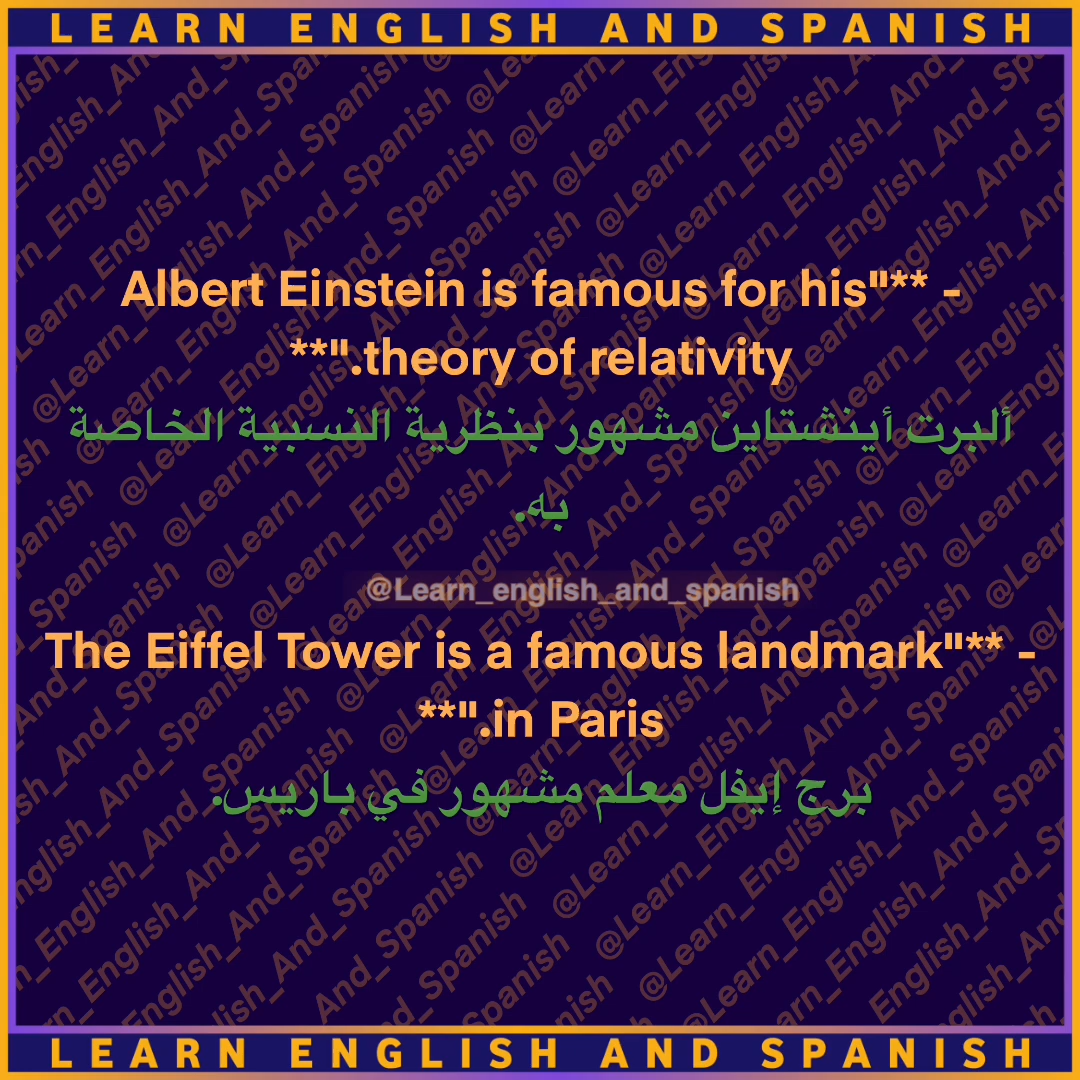 LEARN ENGLISH AND SPANISH
Albert Einstein is famous for his"** -
**".theory of relativity
ألبرت أينشتاين مشهور بنظرية النسبية الخاصة
به.
@Learn_english_and_spanish
The Eiffel Tower is a famous landmark"** -
**".in Paris
برج إيفل معلم مشهور في باريس.
LEARN ENGLISH AND SPANISH
@Learn_English_And_Spanish